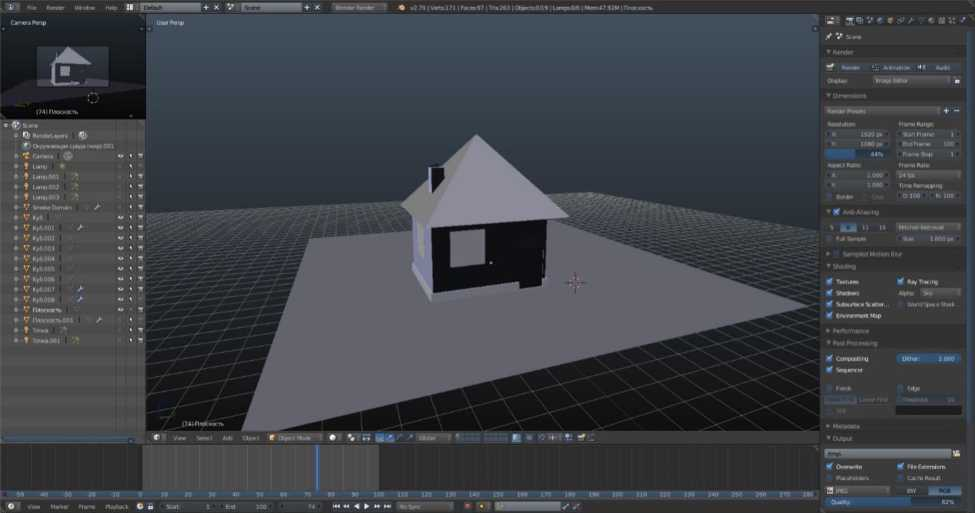 File Render Window Help Default Scene Blender Render v2.79 | Verts:171 | Faces:97 | Tris:263 | Objects:0/19 | Lamps:0/6 | Mem:47.92M | Плоскость
Camera Persp
(74) Плоскость
User Persp
(74) Плоскость
Scene
RenderLayers
Окружающая среда (мир).001
Camera
Lamp
Lamp.001
Lamp.002
Lamp.003
Smoke Domain
Куб
Куб.001
Куб.002
Куб.003
Куб.004
Куб.005
Куб.006
Куб.007
Куб.008
Плоскость
Плоскость.001
Точка
Точка.001
View Select Add Object Object Mode Global
-50 -40 -30 -20 -10 0 10 20 30 40 50 60 70 80 90 100 110 120 130 140 150 160 170 180 190 200 210 220 230 240 250 260 270 280
View Marker Frame Playback Start: 1 End: 100 74 No Sync
Scene
Render
Render Animation Audio
Display: Image Editor
Dimensions
Render Presets
Resolution: Frame Range:
X: 1920 px Start Frame: 1
Y: 1080 px End Frame: 100
44% Frame Step: 1
Aspect Ratio: Frame Rate:
X: 1.000 24 fps
Y: 1.000 Time Remapping:
Border Crop O: 100 N: 100
Anti-Aliasing
5 8 11 16 Mitchell-Netravali
Full Sample Size: 1.000 px
Sampled Motion Blur
Shading
Textures Ray Tracing
Shadows Alpha: Sky
Subsurface Scatter... World Space Shadi...
Environment Map
Performance
Post Processing
Compositing Dither: 1.000
Sequencer
Fields Edge
Lower First Threshold: 10
Still
Metadata
Output
/tmp\
Overwrite File Extensions
Placeholders Cache Result
JPEG BW RGB
Quality: 82%